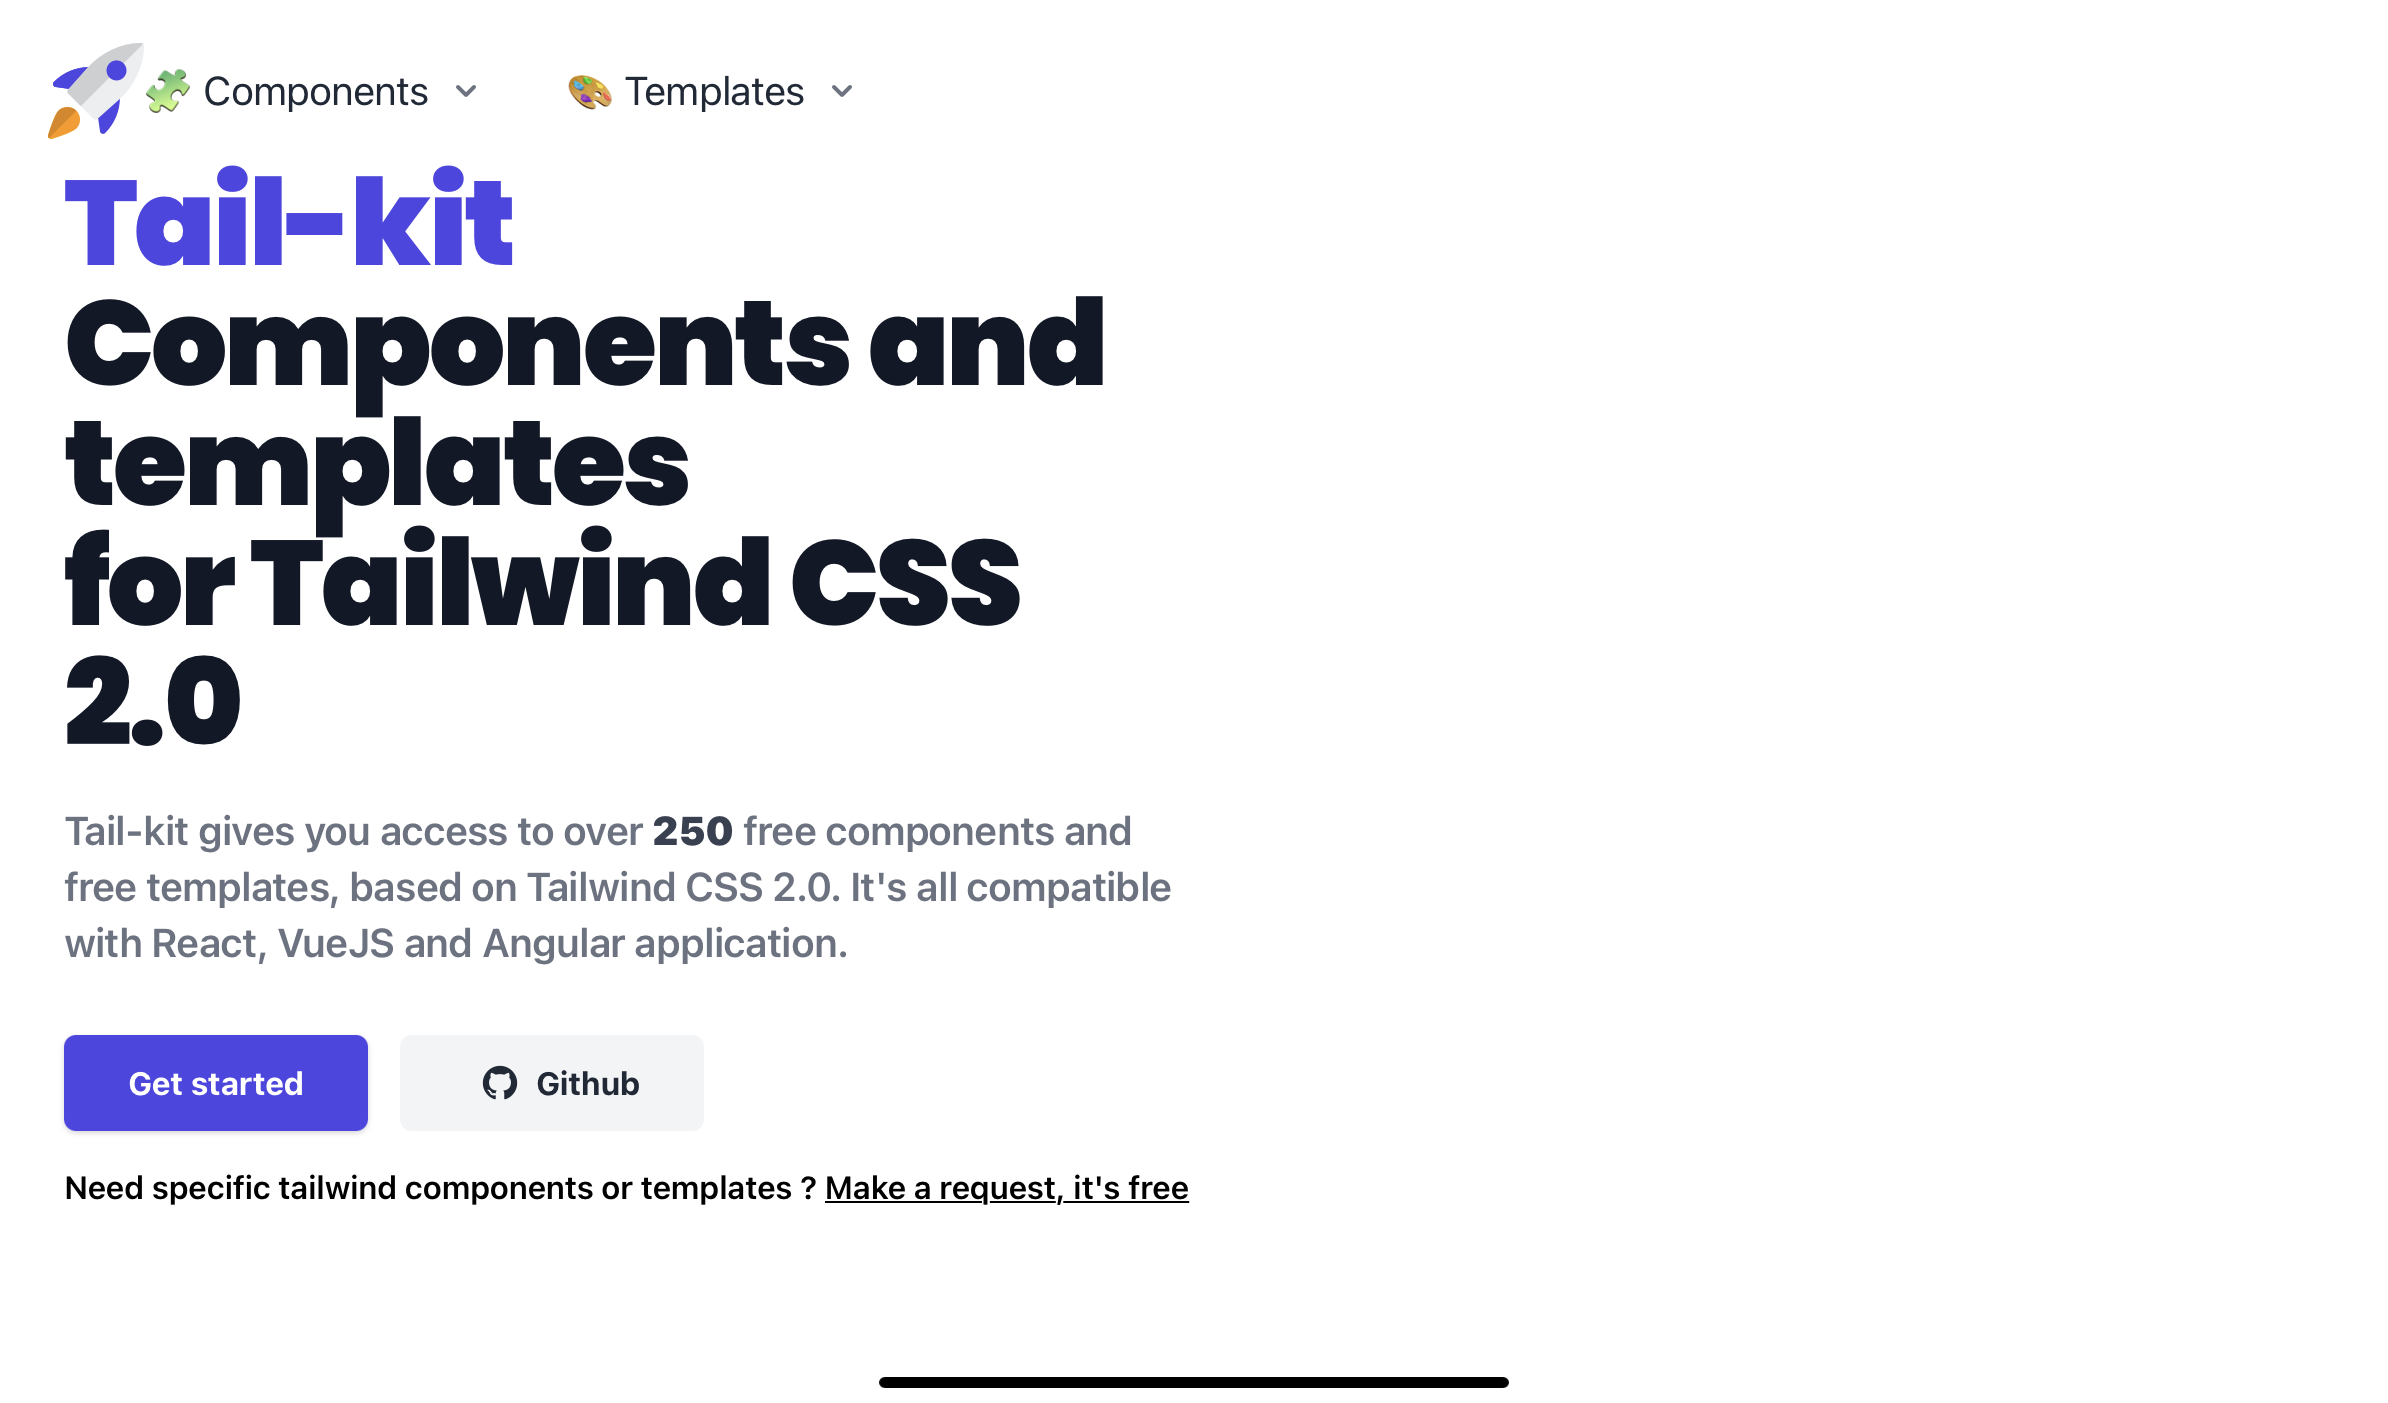 Components
Templates
Tail-kit
Components and
templates
for Tailwind CSS
2.0
Tail-kit gives you access to over 250 free components and
free templates, based on Tailwind CSS 2.0. It's all compatible
with React, VueJS and Angular application.
Get started
Github
Need specific tailwind components or templates ? Make a request, it's free